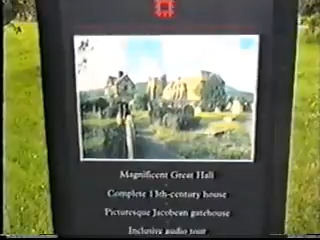 Magnificent Great Hall
Complete 13th-century house
Picturesque Jacobean gatehouse
Inclusive audio tour